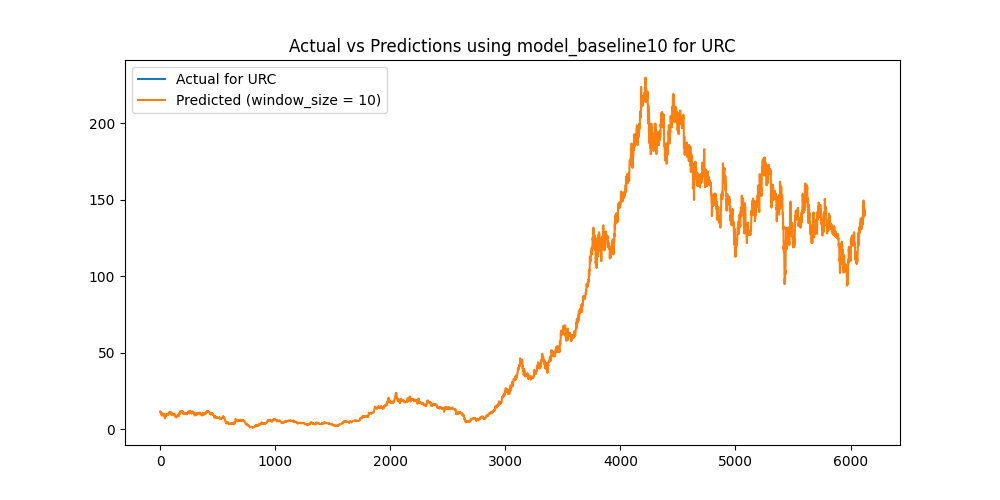 Actual vs Predictions using model_baseline10 for URC
Actual for URC
Predicted (window_size = 10)
200
150
100
50
0
0 1000 2000 3000 4000 5000 6000